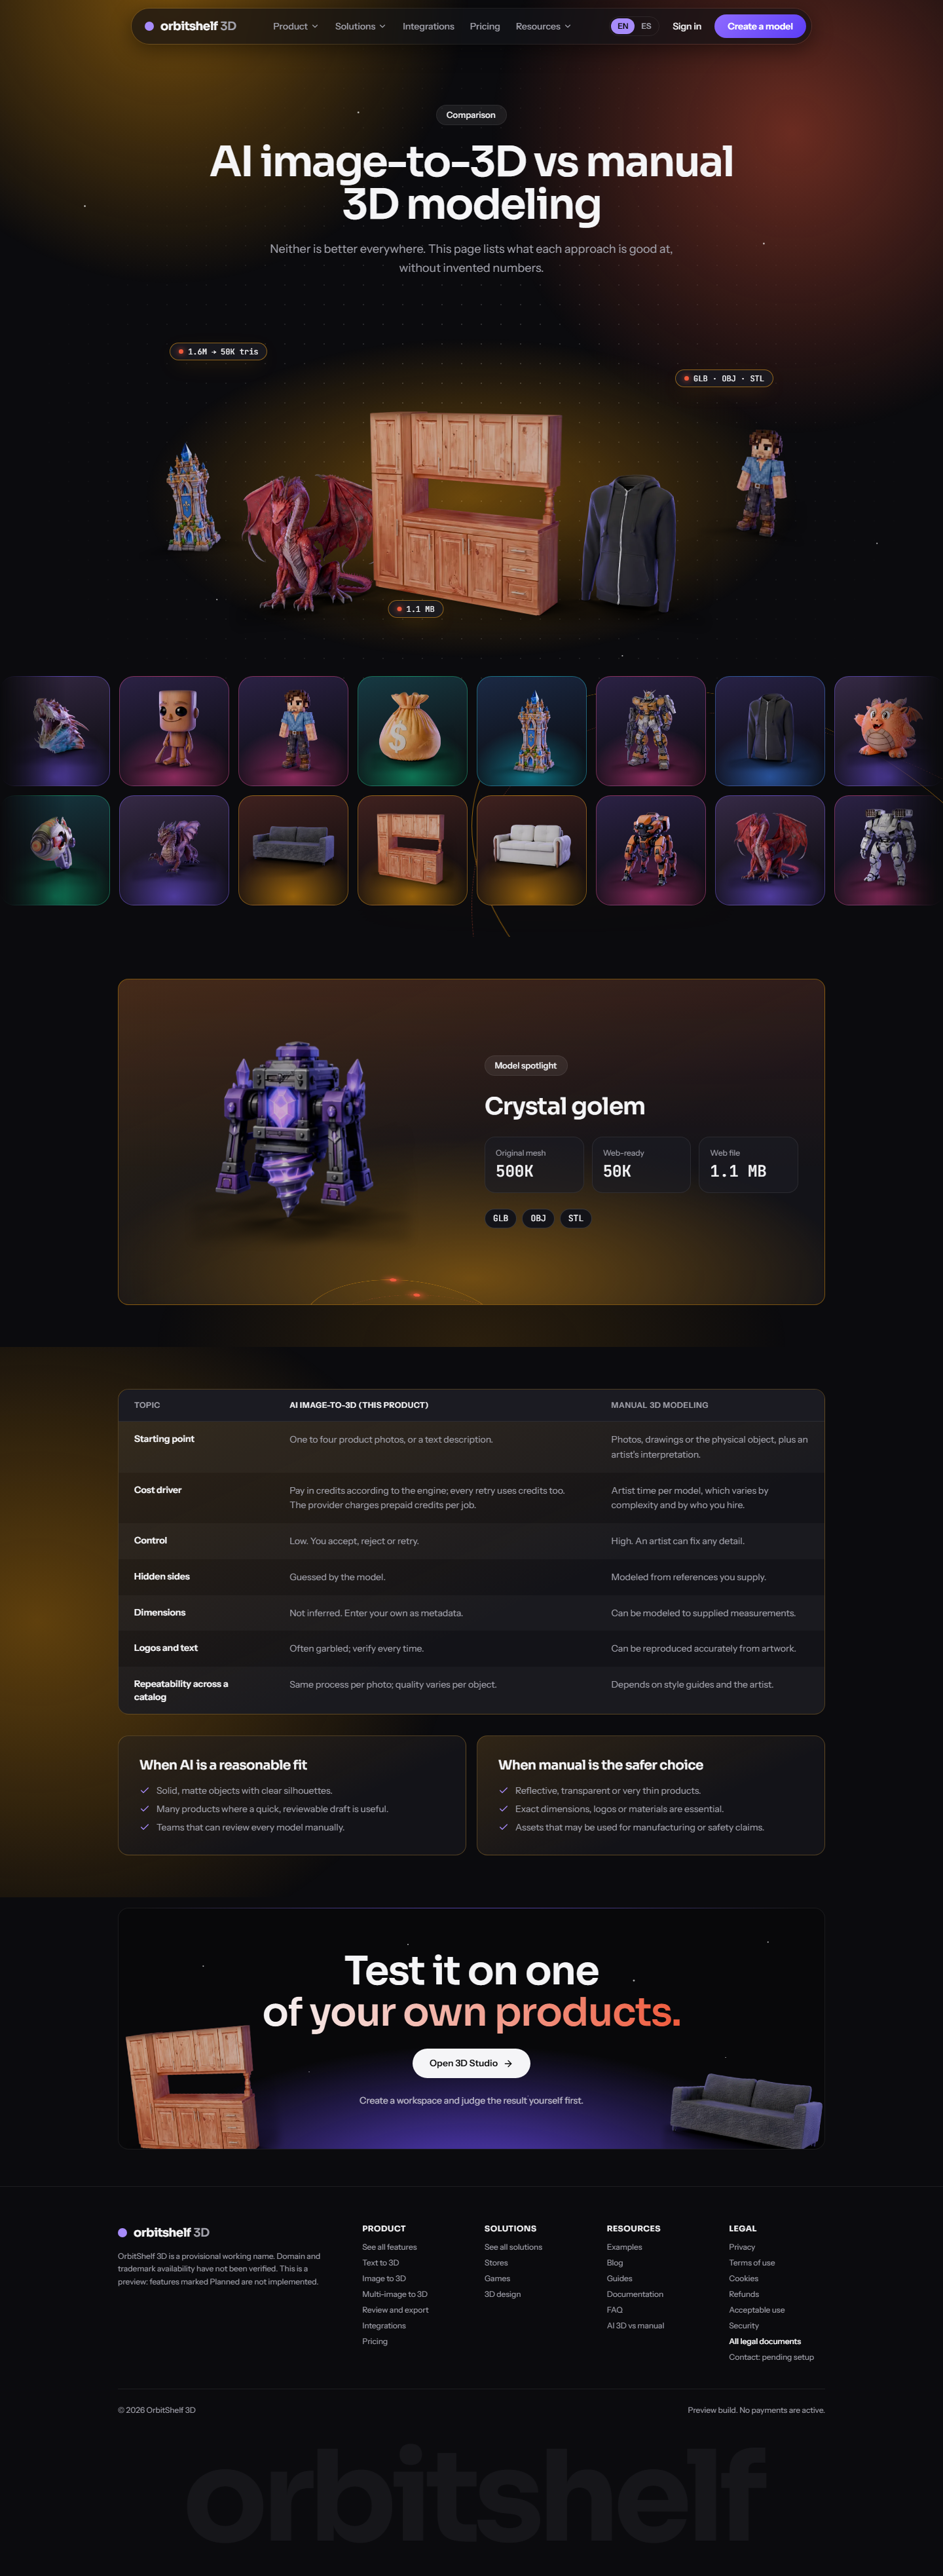 orbitshelf 3D
Product
Solutions
Integrations
Pricing
Resources
EN
ES
Sign in
Create a model
Comparison
AI image-to-3D vs manual
3D modeling
Neither is better everywhere. This page lists what each approach is good at,
without invented numbers.
1.6M → 50K tris
GLB · OBJ · STL
1.1 MB
$
Model spotlight
Crystal golem
Original mesh
500K
Web-ready
50K
Web file
1.1 MB
GLB
OBJ
STL
TOPIC
AI IMAGE-TO-3D (THIS PRODUCT)
MANUAL 3D MODELING
Starting point
One to four product photos, or a text description.
Photos, drawings or the physical object, plus an
artist's interpretation.
Cost driver
Pay in credits according to the engine; every retry uses credits too.
The provider charges prepaid credits per job.
Artist time per model, which varies by
complexity and by who you hire.
Control
Low. You accept, reject or retry.
High. An artist can fix any detail.
Hidden sides
Guessed by the model.
Modeled from references you supply.
Dimensions
Not inferred. Enter your own as metadata.
Can be modeled to supplied measurements.
Logos and text
Often garbled; verify every time.
Can be reproduced accurately from artwork.
Repeatability across a
catalog
Same process per photo; quality varies per object.
Depends on style guides and the artist.
When AI is a reasonable fit
Solid, matte objects with clear silhouettes.
Many products where a quick, reviewable draft is useful.
Teams that can review every model manually.
When manual is the safer choice
Reflective, transparent or very thin products.
Exact dimensions, logos or materials are essential.
Assets that may be used for manufacturing or safety claims.
Test it on one
of your own products.
Open 3D Studio
Create a workspace and judge the result yourself first.
orbitshelf 3D
OrbitShelf 3D is a provisional working name. Domain and
trademark availability have not been verified. This is a
preview: features marked Planned are not implemented.
PRODUCT
See all features
Text to 3D
Image to 3D
Multi-image to 3D
Review and export
Integrations
Pricing
SOLUTIONS
See all solutions
Stores
Games
3D design
RESOURCES
Examples
Blog
Guides
Documentation
FAQ
AI 3D vs manual
LEGAL
Privacy
Terms of use
Cookies
Refunds
Acceptable use
Security
All legal documents
Contact: pending setup
© 2026 OrbitShelf 3D
Preview build. No payments are active.
orbitshelf